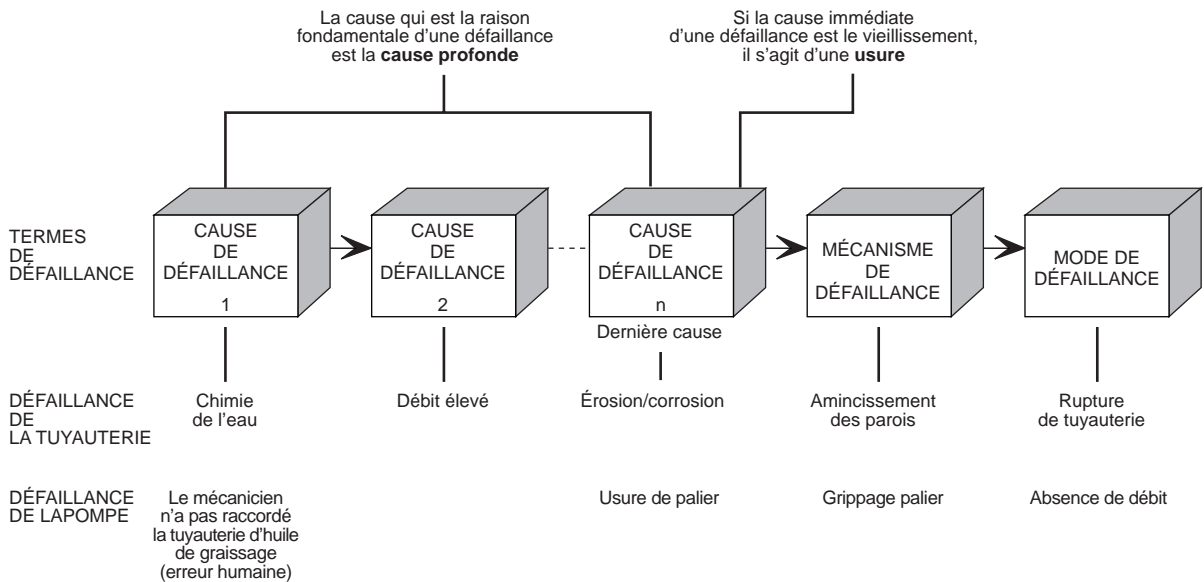 La cause qui est la raison
fondamentale d'une défaillance
est la cause profonde
Si la cause immédiate
d'une défaillance est le vieillissement,
il s'agit d'une usure
TERMES
DE
DÉFAILLANCE
CAUSE
DE
DÉFAILLANCE
1
CAUSE
DE
DÉFAILLANCE
2
CAUSE
DE
DÉFAILLANCE
n
Dernière cause
MÉCANISME
DE
DÉFAILLANCE
MODE DE
DÉFAILLANCE
DÉFAILLANCE
DE
LA TUYAUTERIE
Chimie
de l'eau
Débit élevé
Érosion/corrosion
Amincissement
des parois
Rupture
de tuyauterie
DÉFAILLANCE
DE LAPOMPE
Le mécanicien
n'a pas raccordé
la tuyauterie d'huile
de graissage
(erreur humaine)
Usure de palier
Grippage palier
Absence de débit